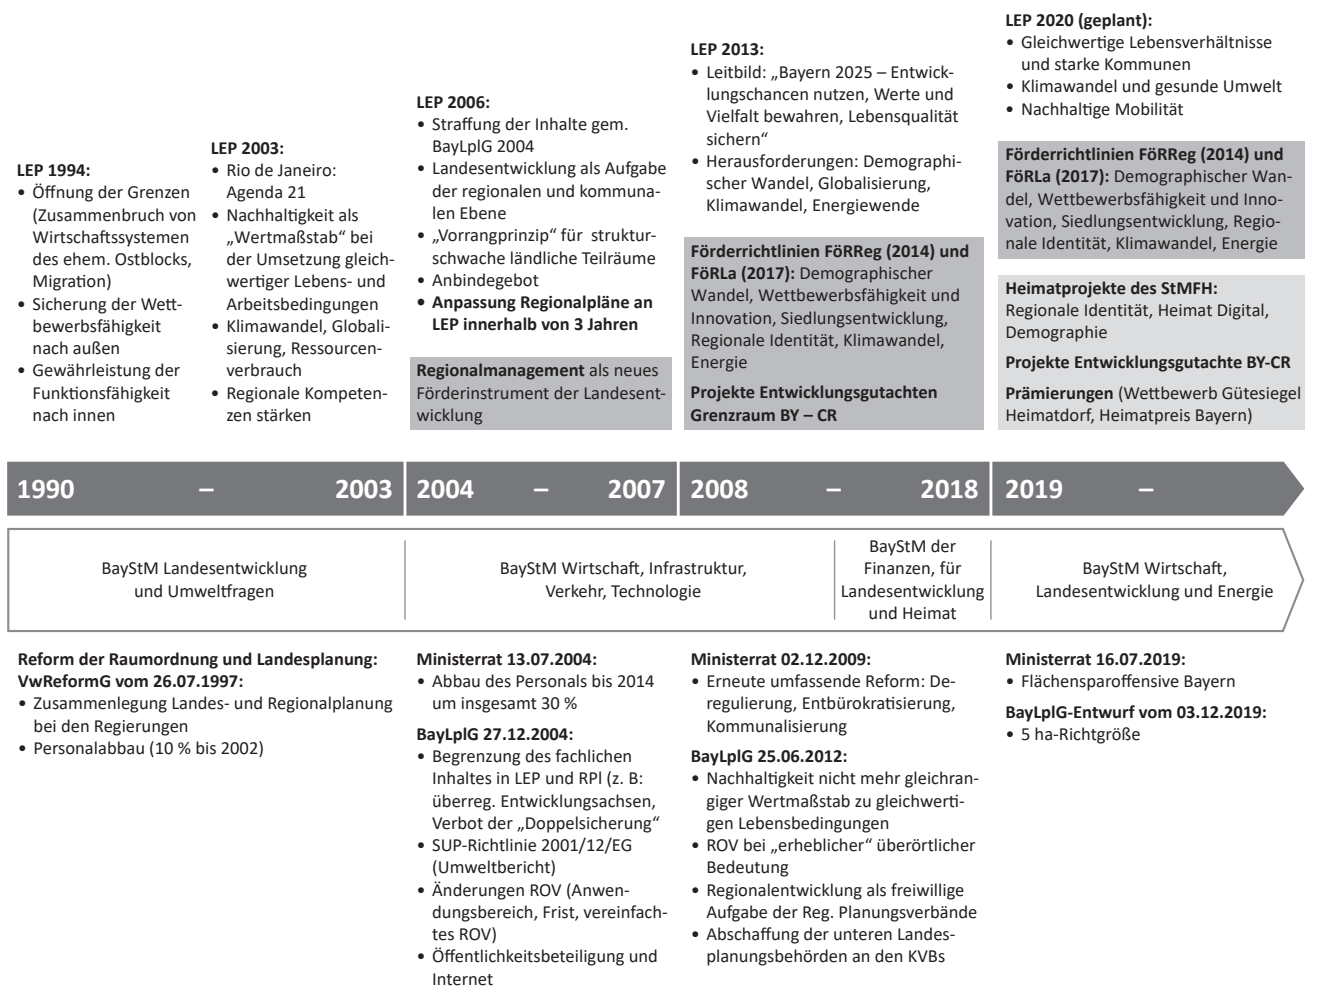 LEP 1994:
• Öffnung der Grenzen
(Zusammenbruch von
Wirtschaftssystemen
des ehem. Ostblocks,
Migration)
• Sicherung der Wett-
bewerbsfähigkeit
nach außen
• Gewährleistung der
Funktionsfähigkeit
nach innen
LEP 2003:
• Rio de Janeiro:
Agenda 21
• Nachhaltigkeit als
„Wertmaßstab“ bei
der Umsetzung gleich-
wertiger Lebens- und
Arbeitsbedingungen
• Klimawandel, Globali-
sierung, Ressourcen-
verbrauch
• Regionale Kompeten-
zen stärken
LEP 2006:
• Straffung der Inhalte gem.
BayLplG 2004
• Landesentwicklung als Aufgabe
der regionalen und kommuna-
len Ebene
• „Vorrangprinzip“ für struktur-
schwache ländliche Teilräume
• Anbindegebot
• Anpassung Regionalpläne an
LEP innerhalb von 3 Jahren
Regionalmanagement als neues
Förderinstrument der Landesent-
wicklung
LEP 2013:
• Leitbild: „Bayern 2025 – Entwick-
lungschancen nutzen, Werte und
Vielfalt bewahren, Lebensqualität
sichern“
• Herausforderungen: Demographi-
scher Wandel, Globalisierung,
Klimawandel, Energiewende
Förderrichtlinien FöRReg (2014) und
FöRLa (2017): Demographischer
Wandel, Wettbewerbsfähigkeit und
Innovation, Siedlungsentwicklung,
Regionale Identität, Klimawandel,
Energie
Projekte Entwicklungsgutachten
Grenzraum BY – CR
LEP 2020 (geplant):
• Gleichwertige Lebensverhältnisse
und starke Kommunen
• Klimawandel und gesunde Umwelt
• Nachhaltige Mobilität
Förderrichtlinien FöRReg (2014) und
FöRLa (2017): Demographischer Wan-
del, Wettbewerbsfähigkeit und Inno-
vation, Siedlungsentwicklung, Regio-
nale Identität, Klimawandel, Energie
Heimatprojekte des StMFH:
Regionale Identität, Heimat Digital,
Demographie
Projekte Entwicklungsgutachte BY-CR
Prämierungen (Wettbewerb Gütesiegel
Heimatdorf, Heimatpreis Bayern)
1990 – 2003
2004 – 2007
2008 – 2018
2019 –
BayStM Landesentwicklung
und Umweltfragen
BayStM Wirtschaft, Infrastruktur,
Verkehr, Technologie
BayStM der
Finanzen, für
Landesentwicklung
und Heimat
BayStM Wirtschaft,
Landesentwicklung und Energie
Reform der Raumordnung und Landesplanung:
VwReformG vom 26.07.1997:
• Zusammenlegung Landes- und Regionalplanung
bei den Regierungen
• Personalabbau (10 % bis 2002)
Ministerrat 13.07.2004:
• Abbau des Personals bis 2014
um insgesamt 30 %
BayLplG 27.12.2004:
• Begrenzung des fachlichen
Inhaltes in LEP und RPl (z. B:
überreg. Entwicklungsachsen,
Verbot der „Doppelsicherung“
• SUP-Richtlinie 2001/12/EG
(Umweltbericht)
• Änderungen ROV (Anwen-
dungsbereich, Frist, vereinfach-
tes ROV)
• Öffentlichkeitsbeteiligung und
Internet
Ministerrat 02.12.2009:
• Erneute umfassende Reform: De-
regulierung, Entbürokratisierung,
Kommunalisierung
BayLplG 25.06.2012:
• Nachhaltigkeit nicht mehr gleichran-
giger Wertmaßstab zu gleichwerti-
gen Lebensbedingungen
• ROV bei „erheblicher“ überörtlicher
Bedeutung
• Regionalentwicklung als freiwillige
Aufgabe der Reg. Planungsverbände
• Abschaffung der unteren Landes-
planungsbehörden an den KVBs
Ministerrat 16.07.2019:
• Flächensparoffensive Bayern
BayLplG-Entwurf vom 03.12.2019:
• 5 ha-Richtgröße